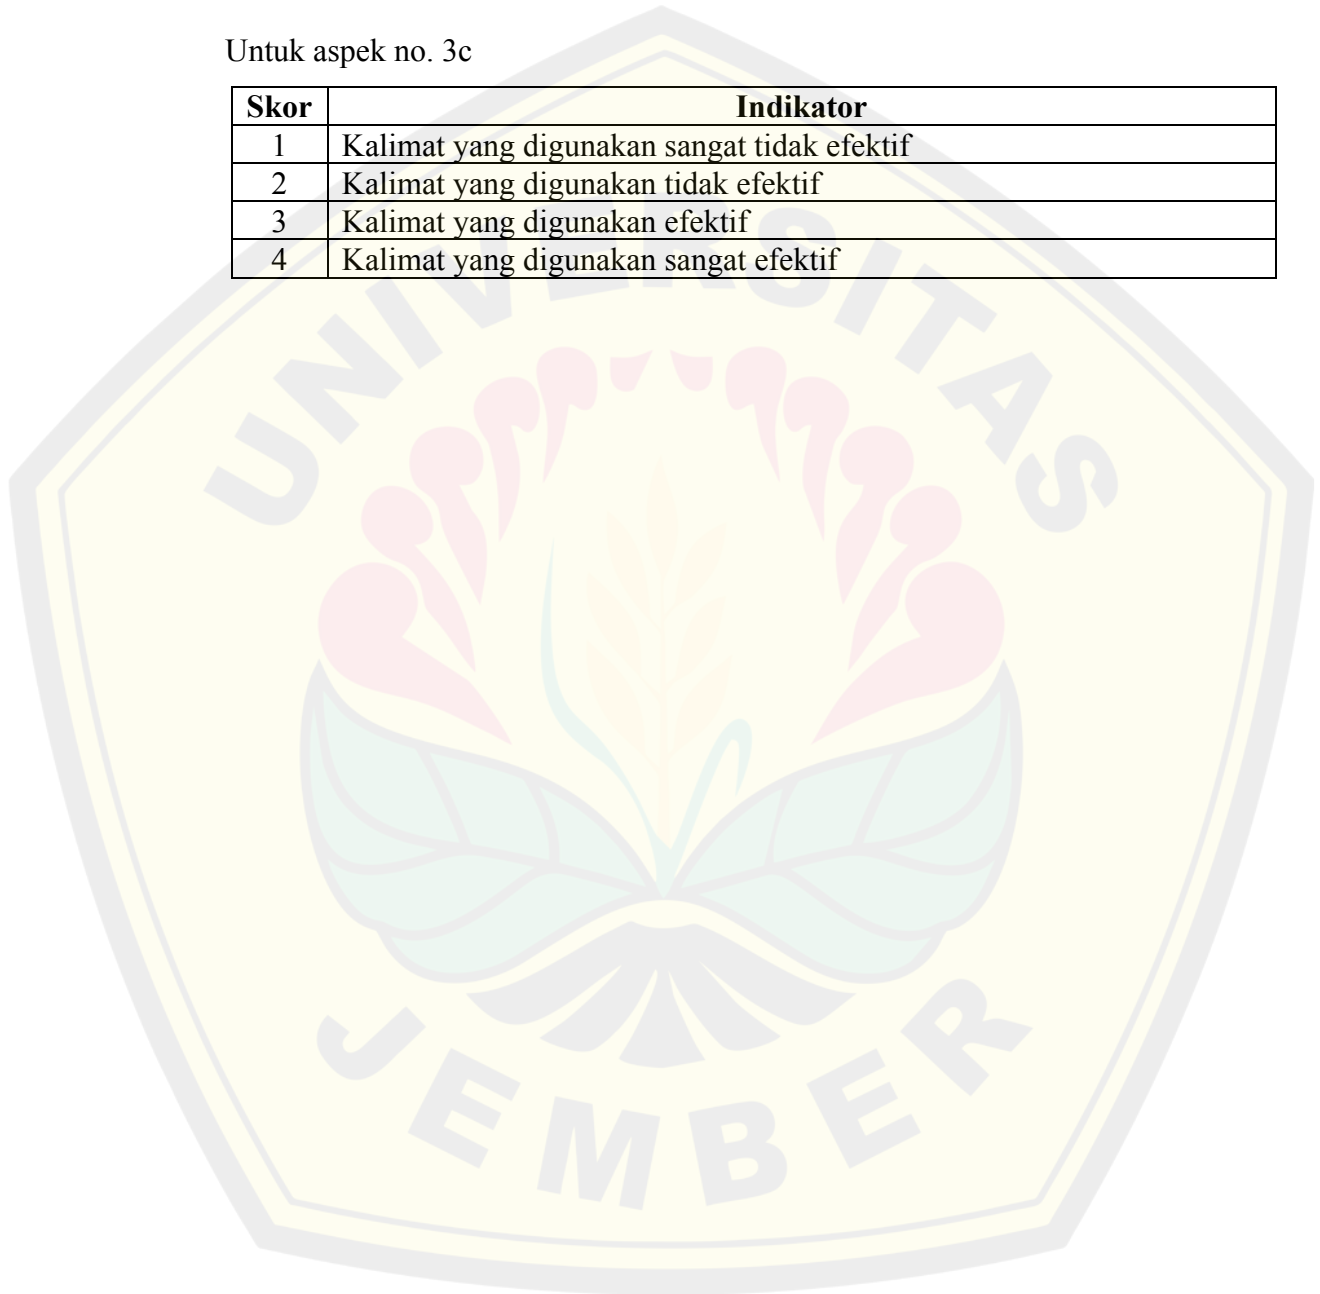 Untuk aspek no. 3c
Skor Indikator
1 Kalimat yang digunakan sangat tidak efektif
2 Kalimat yang digunakan tidak efektif
3 Kalimat yang digunakan efektif
4 Kalimat yang digunakan sangat efektif
UNIVERSITAS
JEMBER